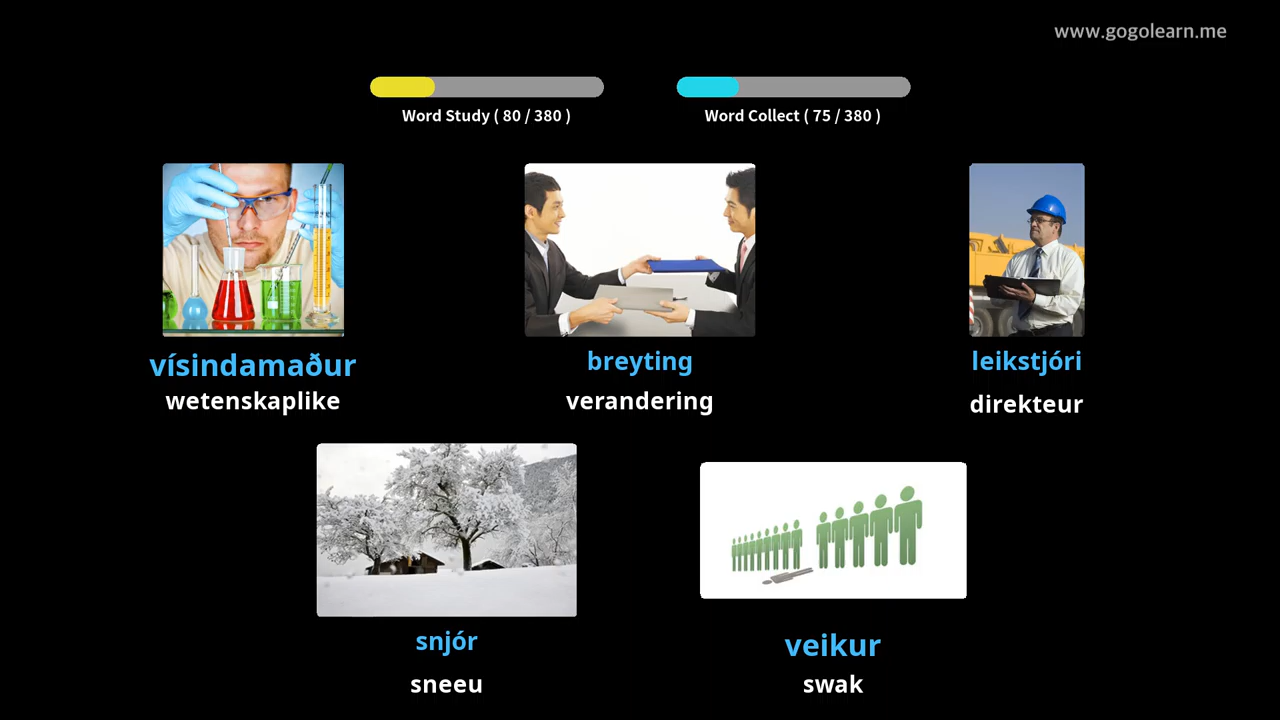 www.gogolearn.me
Word Study ( 80 / 380 )
Word Collect ( 75 / 380 )
vísindamaður
wetenskaplike
breyting
verandering
leikstjóri
direkteur
snjór
sneeu
veikur
swak